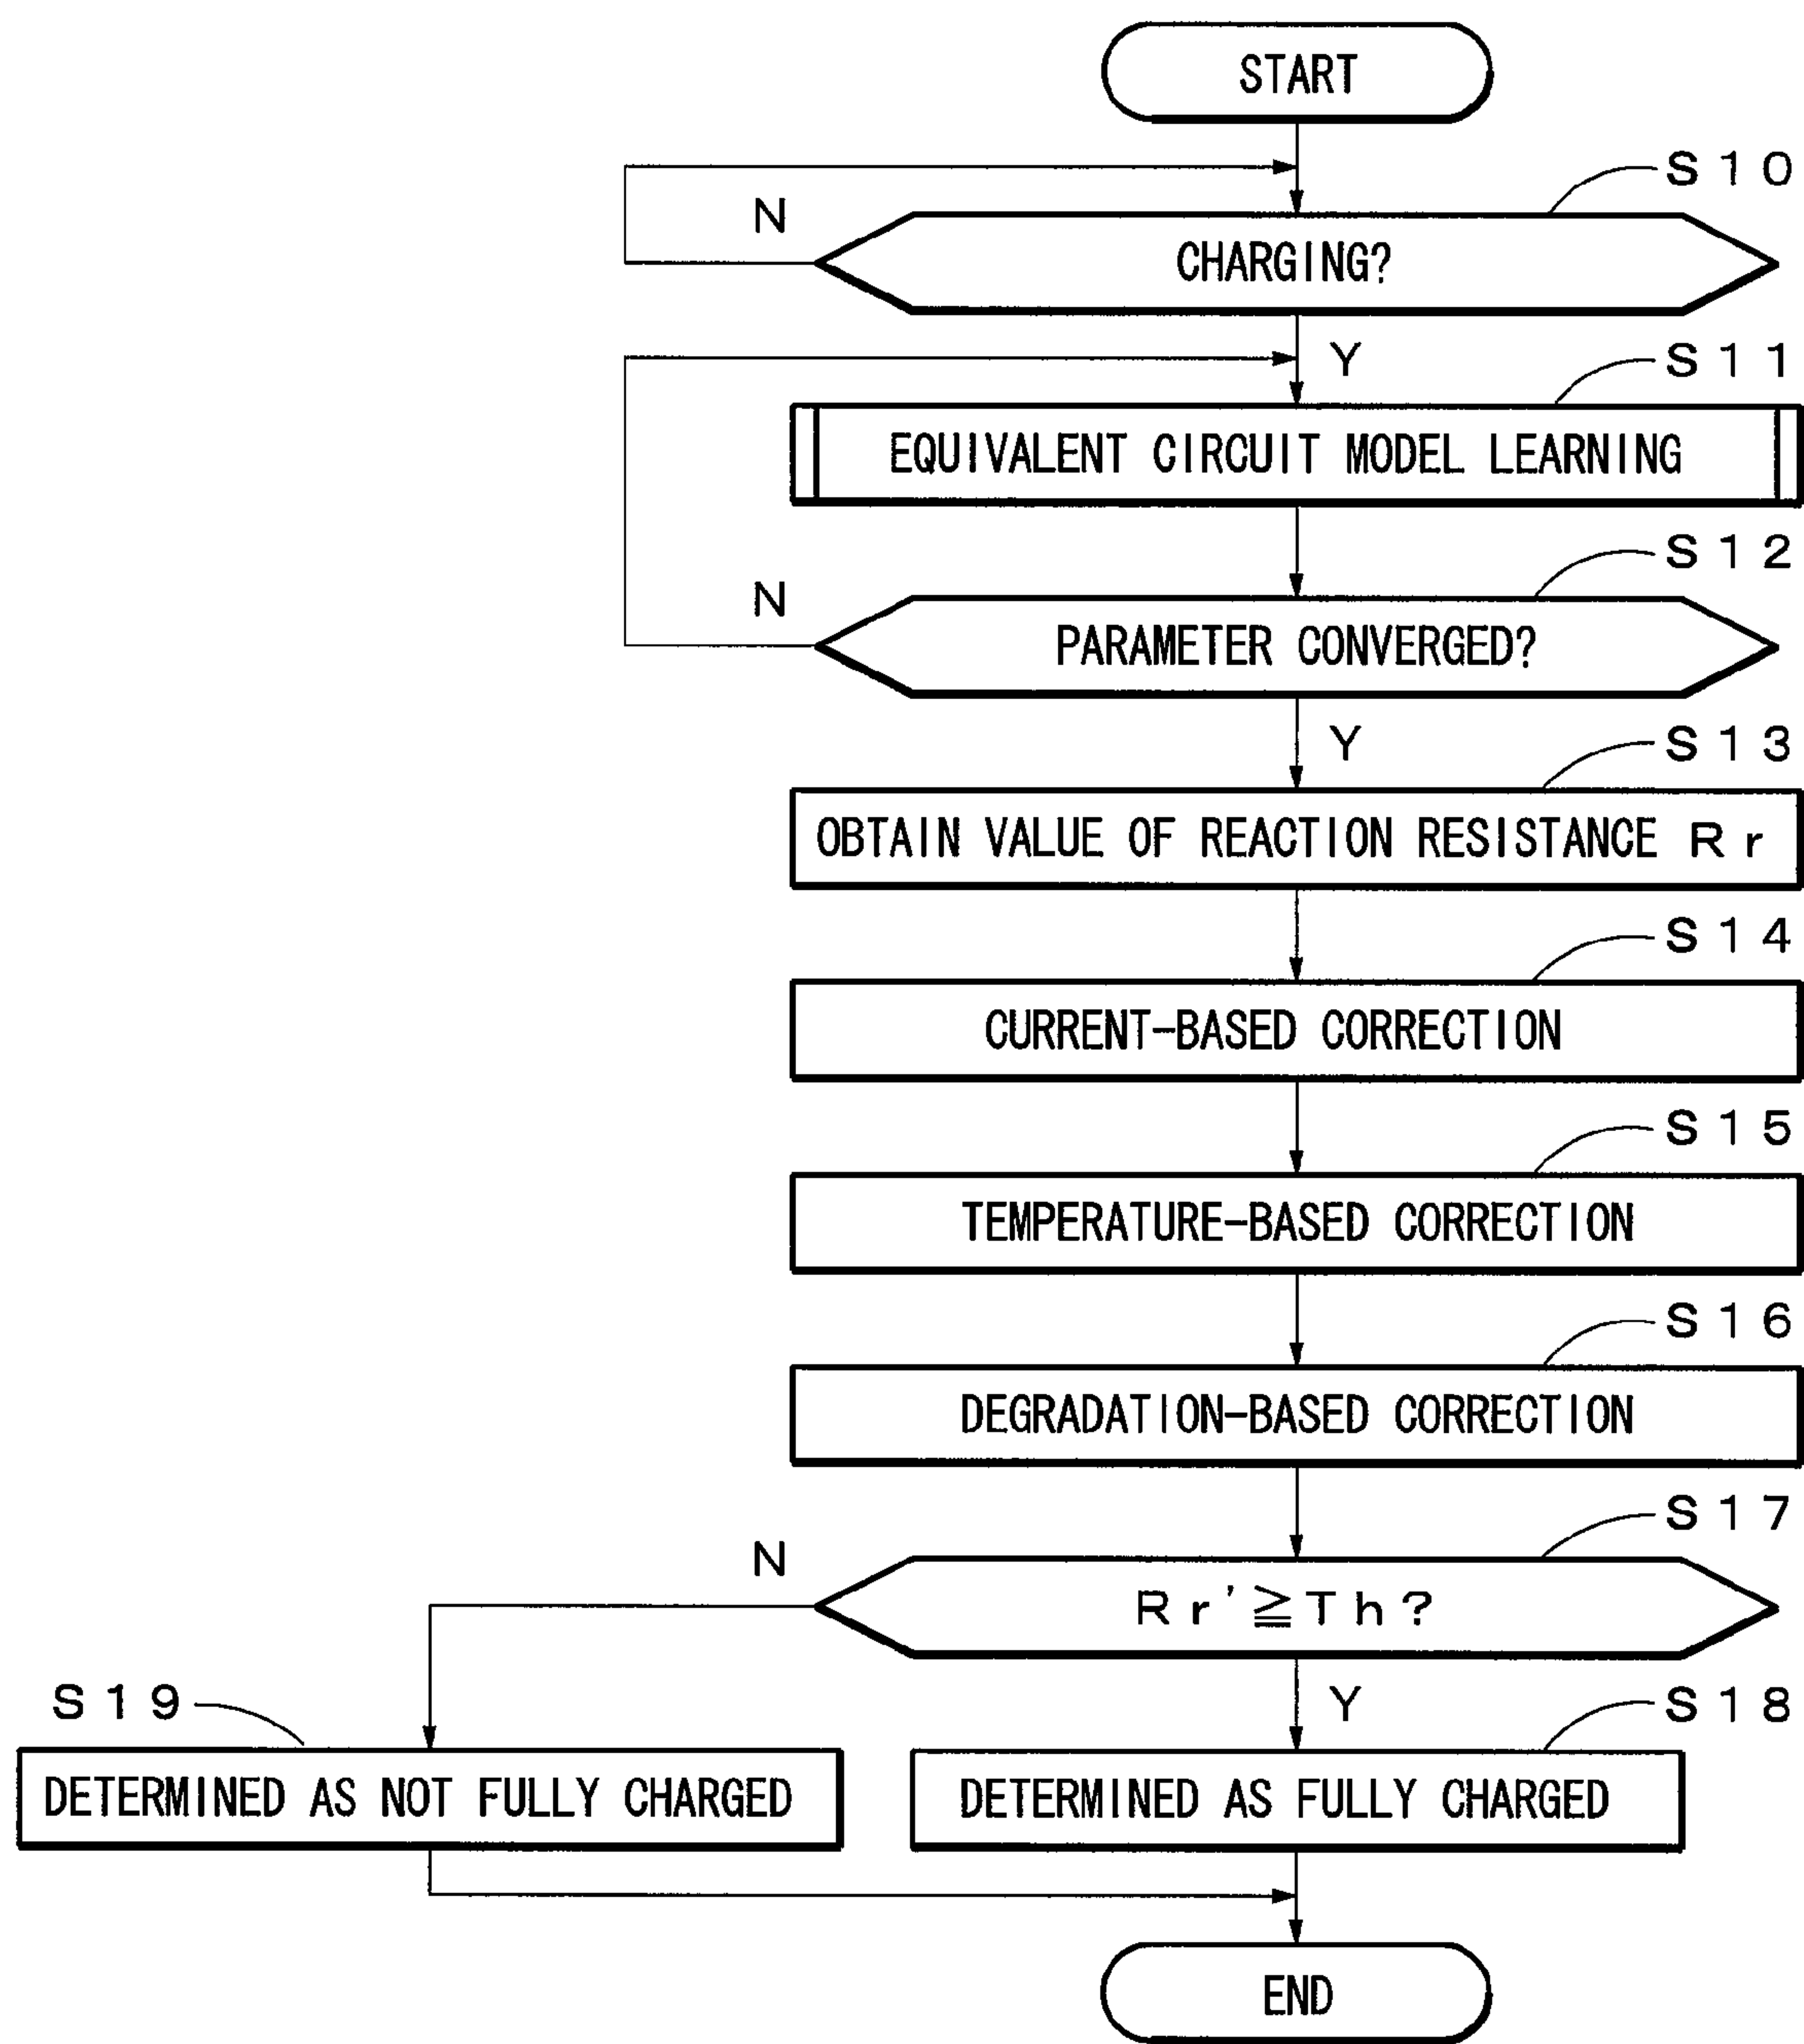 START
S10
N
CHARGING?
Y
S11
EQUIVALENT CIRCUIT MODEL LEARNING
S12
N
PARAMETER CONVERGED?
Y
S13
OBTAIN VALUE OF REACTION RESISTANCE Rr
S14
CURRENT-BASED CORRECTION
S15
TEMPERATURE-BASED CORRECTION
S16
DEGRADATION-BASED CORRECTION
S17
N
Rr'≧Th?
S19
Y
S18
DETERMINED AS NOT FULLY CHARGED
DETERMINED AS FULLY CHARGED
END